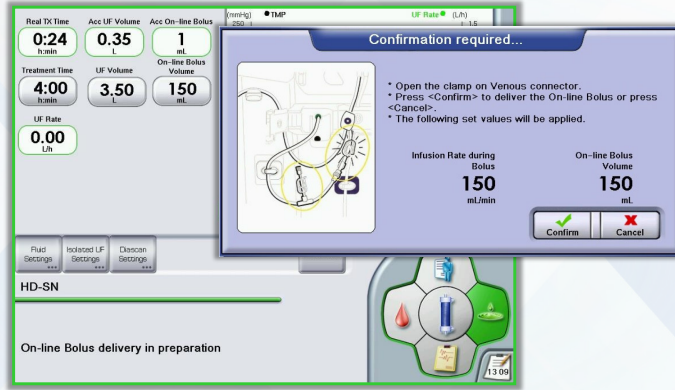 Real TX Time
Acc UF Volume
Acc On-line Bolus
0:24
h:min
0.35
L
1
mL
Treatment Time
UF Volume
On-line Bolus
Volume
4:00
h:min
3.50
L
150
mL
UF Rate
0.00
L/h
(mmHg)
TMP
UF Rate
(L/h)
250
1.5
Confirmation required...
* Open the clamp on Venous connector.
* Press <Confirm> to deliver the On-line Bolus or press
<Cancel>.
* The following set values will be applied.
Infusion Rate during
Bolus
150
mL/min
On-line Bolus
Volume
150
mL
Confirm
Cancel
Fluid
Settings
Isolated UF
Settings
Diascan
Settings
HD-SN
On-line Bolus delivery in preparation
13 09